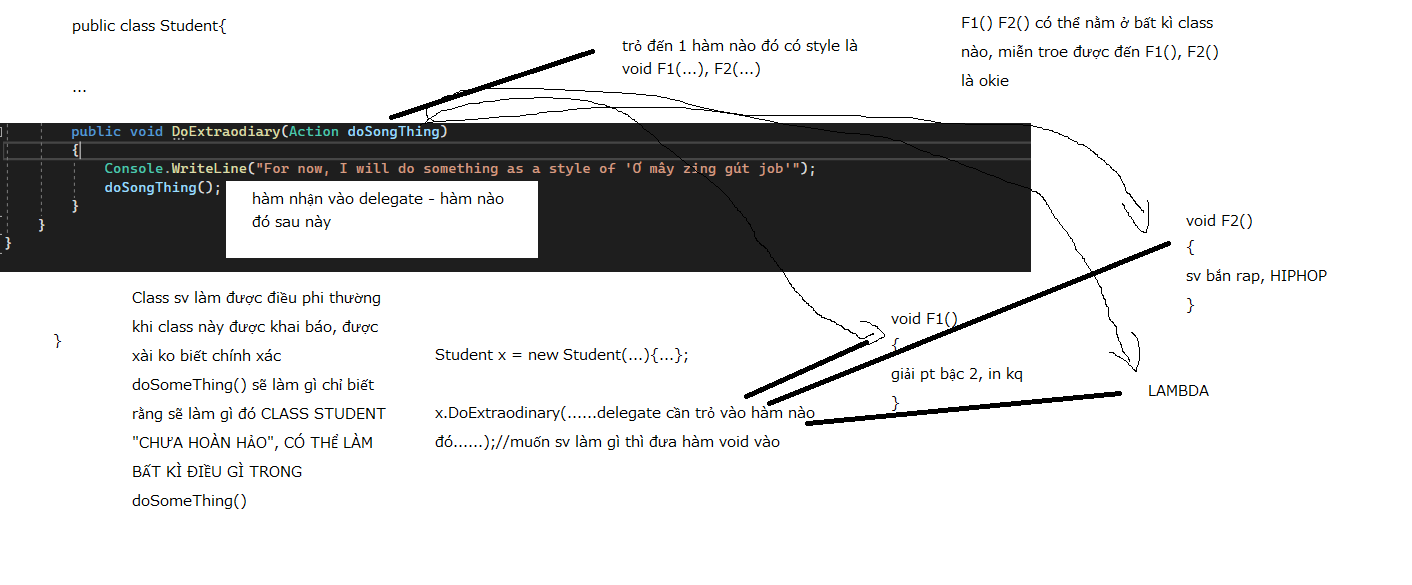 public class Student{
...
trỏ đến 1 hàm nào đó có style là
void F1(...), F2(...)
F1() F2() có thể nằm ở bất kì class
nào, miễn troe được đến F1(), F2()
là okie
public void DoExtraodiary(Action doSongThing)
{
Console.WriteLine("For now, I will do something as a style of 'Ơ mây zing gút job'");
doSongThing();
}
}
}
hàm nhận vào delegate - hàm nào
đó sau này
}
Class sv làm được điều phi thường
khi class này được khai báo, được
xài ko biết chính xác
doSomeThing() sẽ làm gì chỉ biết
rằng sẽ làm gì đó CLASS STUDENT
"CHƯA HOÀN HẢO", CÓ THỂ LÀM
BẤT KÌ ĐIỀU GÌ TRONG
doSomeThing()
Student x = new Student(...){...};
x.DoExtraodinary(......delegate cần trỏ vào hàm nào
đó......);//muốn sv làm gì thì đưa hàm void vào
void F1()
{
giải pt bậc 2, in kq
}
void F2()
{
sv bắn rap, HIPHOP
}
LAMBDA